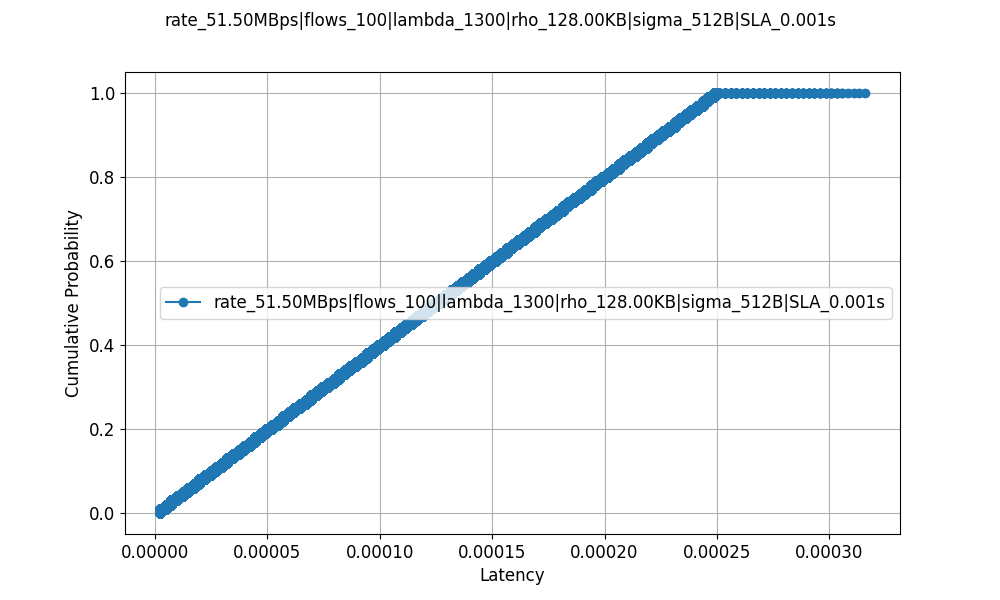 rate_51.50MBps|flows_100|lambda_1300|rho_128.00KB|sigma_512B|SLA_0.001s
1.0
0.8
0.6
0.4
0.2
0.0
Cumulative Probability
rate_51.50MBps|flows_100|lambda_1300|rho_128.00KB|sigma_512B|SLA_0.001s
0.00000 0.00005 0.00010 0.00015 0.00020 0.00025 0.00030
Latency